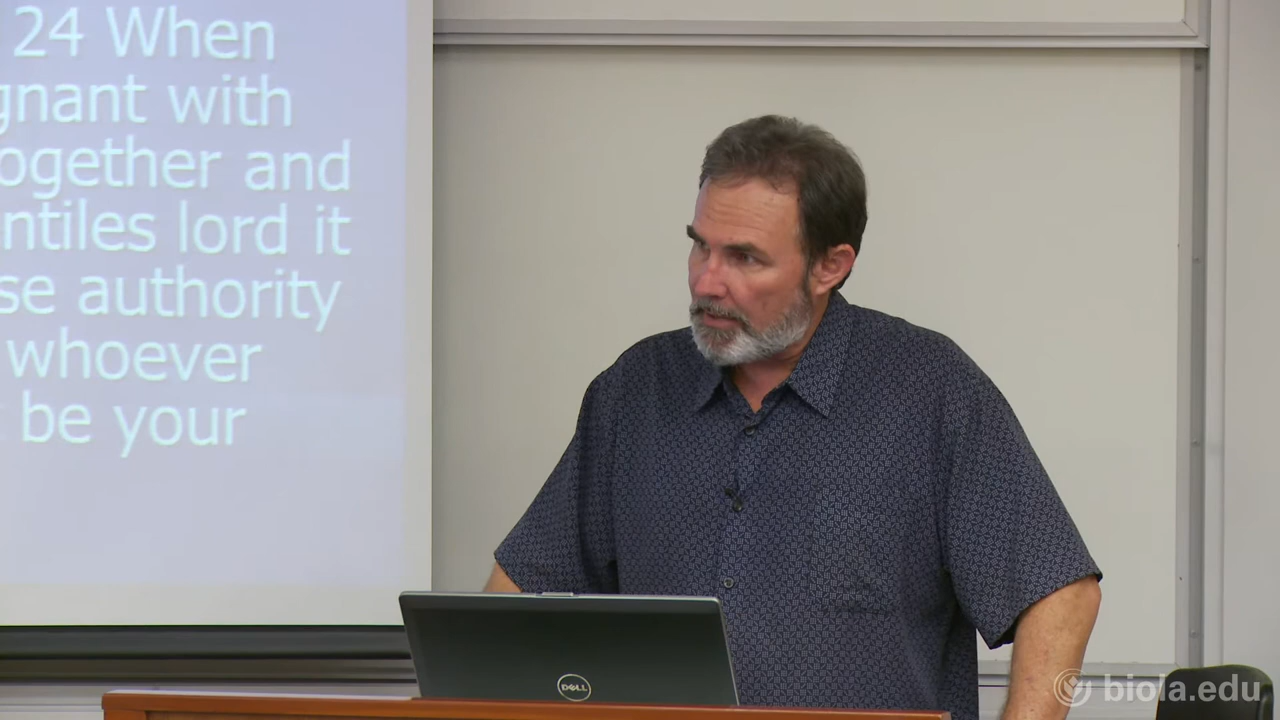 24 When
gnant with
ogether and
ntiles lord it
se authority
whoever
be your
DELL
biola.edu